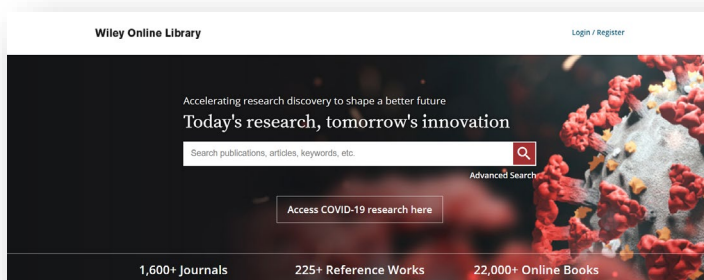 Wiley Online Library
Login / Register
Accelerating research discovery to shape a better future
Today's research, tomorrow's innovation
Search publications, articles, keywords, etc.
Advanced Search
Access COVID-19 research here
1,600+ Journals
225+ Reference Works
22,000+ Online Books